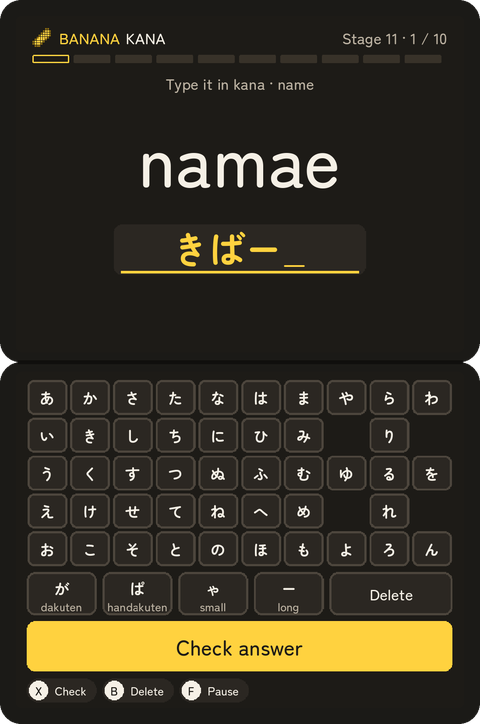 BANANA KANA
Stage 11 · 1 / 10
Type it in kana · name
namae
きばー_
あ か さ た な は ま や ら わ
い き し ち に ひ み り
う く す つ ぬ ふ む ゆ る を
え け せ て ね へ め れ
お こ そ と の ほ も よ ろ ん
が ぱ ゃ ー Delete
dakuten handakuten small long
Check answer
X Check B Delete F Pause